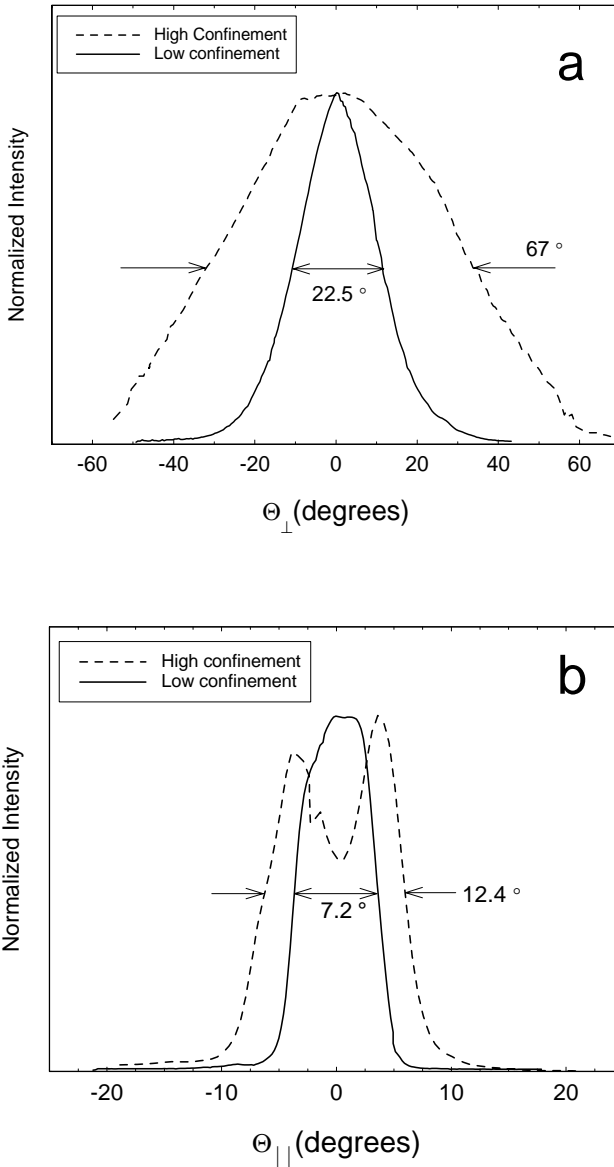 High Confinement
Low confinement
a
Normalized Intensity
67 °
22.5 °
-60 -40 -20 0 20 40 60
Θ⊥(degrees)
High confinement
Low confinement
b
Normalized Intensity
12.4 °
7.2 °
-20 -10 0 10 20
Θ||(degrees)